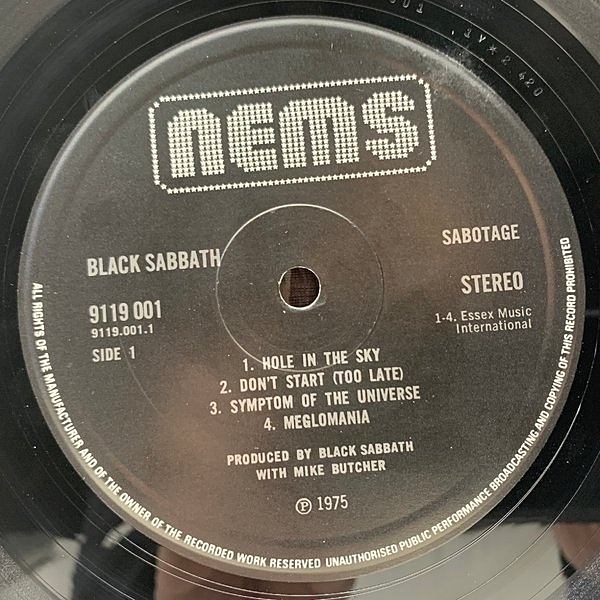 nems
BLACK SABBATH
SABOTAGE
9119 001
9119.001.1
SIDE 1
STEREO
1-4. Essex Music
International
1. HOLE IN THE SKY
2. DON'T START (TOO LATE)
3. SYMPTOM OF THE UNIVERSE
4. MEGLOMANIA
PRODUCED BY BLACK SABBATH
WITH MIKE BUTCHER
Ⓟ 1975
ALL RIGHTS OF THE MANUFACTURER AND OF THE OWNER OF THE RECORDED WORK RESERVED UNAUTHORISED PUBLIC PERFORMANCE BROADCASTING AND COPYING OF THIS RECORD PROHIBITED
420